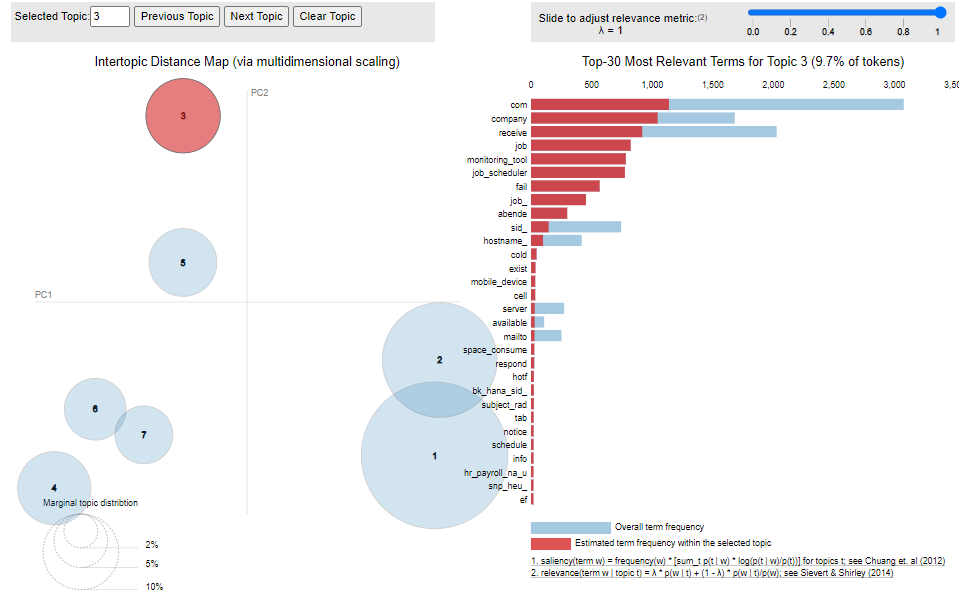 Selected Topic: 3 Previous Topic Next Topic Clear Topic
Slide to adjust relevance metric:(2)
λ = 1
0.0 0.2 0.4 0.6 0.8 1
Intertopic Distance Map (via multidimensional scaling)
PC2
PC1
3
5
2
6
7
1
4
Marginal topic distribtion
2%
5%
10%
Top-30 Most Relevant Terms for Topic 3 (9.7% of tokens)
0 500 1,000 1,500 2,000 2,500 3,000 3,50
com
company
receive
job
monitoring_tool
job_scheduler
fail
job_
abende
sid_
hostname_
cold
exist
mobile_device
cell
server
available
mailto
space_consume
respond
hotf
bk_hana_sid_
subject_rad
tab
notice
schedule
info
hr_payroll_na_u
snp_heu_
ef
Overall term frequency
Estimated term frequency within the selected topic
1. saliency(term w) = frequency(w) * [sum_t p(t | w) * log(p(t | w)/p(t))] for topics t; see Chuang et. al (2012)
2. relevance(term w | topic t) = λ * p(w | t) + (1 - λ) * p(w | t)/p(w); see Sievert & Shirley (2014)